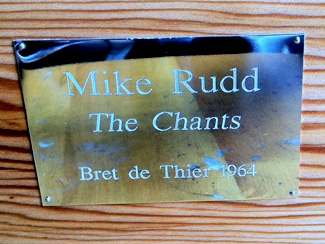 Mike Rudd
The Chants
Bret de Thier 1964